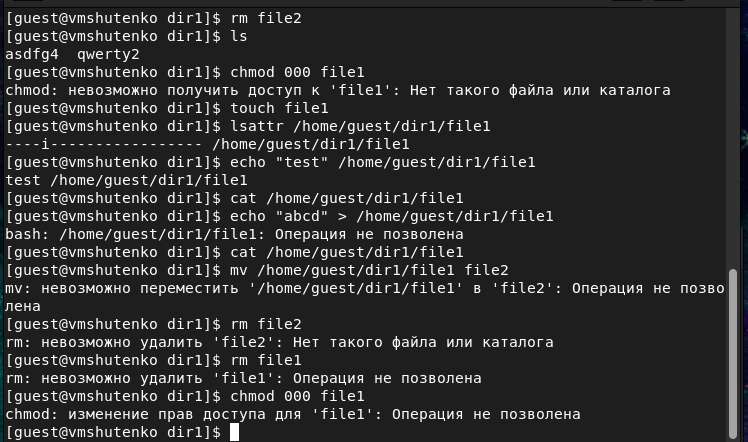 [guest@vmshutenko dir1]$ rm file2
[guest@vmshutenko dir1]$ ls
asdfg4  qwerty2
[guest@vmshutenko dir1]$ chmod 000 file1
chmod: невозможно получить доступ к 'file1': Нет такого файла или каталога
[guest@vmshutenko dir1]$ touch file1
[guest@vmshutenko dir1]$ lsattr /home/guest/dir1/file1
----i----------------- /home/guest/dir1/file1
[guest@vmshutenko dir1]$ echo "test" /home/guest/dir1/file1
test /home/guest/dir1/file1
[guest@vmshutenko dir1]$ cat /home/guest/dir1/file1
[guest@vmshutenko dir1]$ echo "abcd" > /home/guest/dir1/file1
bash: /home/guest/dir1/file1: Операция не позволена
[guest@vmshutenko dir1]$ cat /home/guest/dir1/file1
[guest@vmshutenko dir1]$ mv /home/guest/dir1/file1 file2
mv: невозможно переместить '/home/guest/dir1/file1' в 'file2': Операция не позво
лена
[guest@vmshutenko dir1]$ rm file2
rm: невозможно удалить 'file2': Нет такого файла или каталога
[guest@vmshutenko dir1]$ rm file1
rm: невозможно удалить 'file1': Операция не позволена
[guest@vmshutenko dir1]$ chmod 000 file1
chmod: изменение прав доступа для 'file1': Операция не позволена
[guest@vmshutenko dir1]$